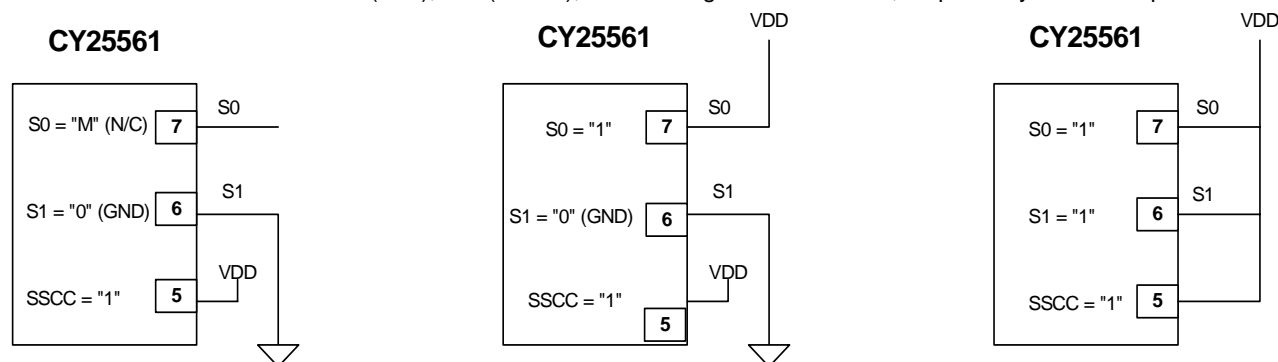 CY25561
S0 = "M" (N/C) 7 S0
S1 = "0" (GND) 6 S1
SSCC = "1" 5 VDD
CY25561
VDD
S0 = "1" 7 S0
S1 = "0" (GND) 6 S1
SSCC = "1" 5 VDD
CY25561
VDD
S0 = "1" 7 S0
S1 = "1" 6 S1
SSCC = "1" 5